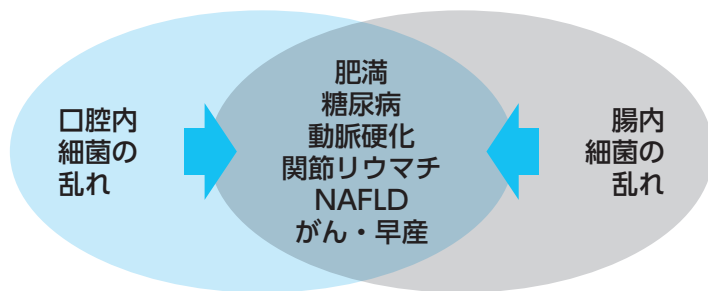 口腔内
細菌の
乱れ
肥満
糖尿病
動脈硬化
関節リウマチ
NAFLD
がん・早産
腸内
細菌の
乱れ